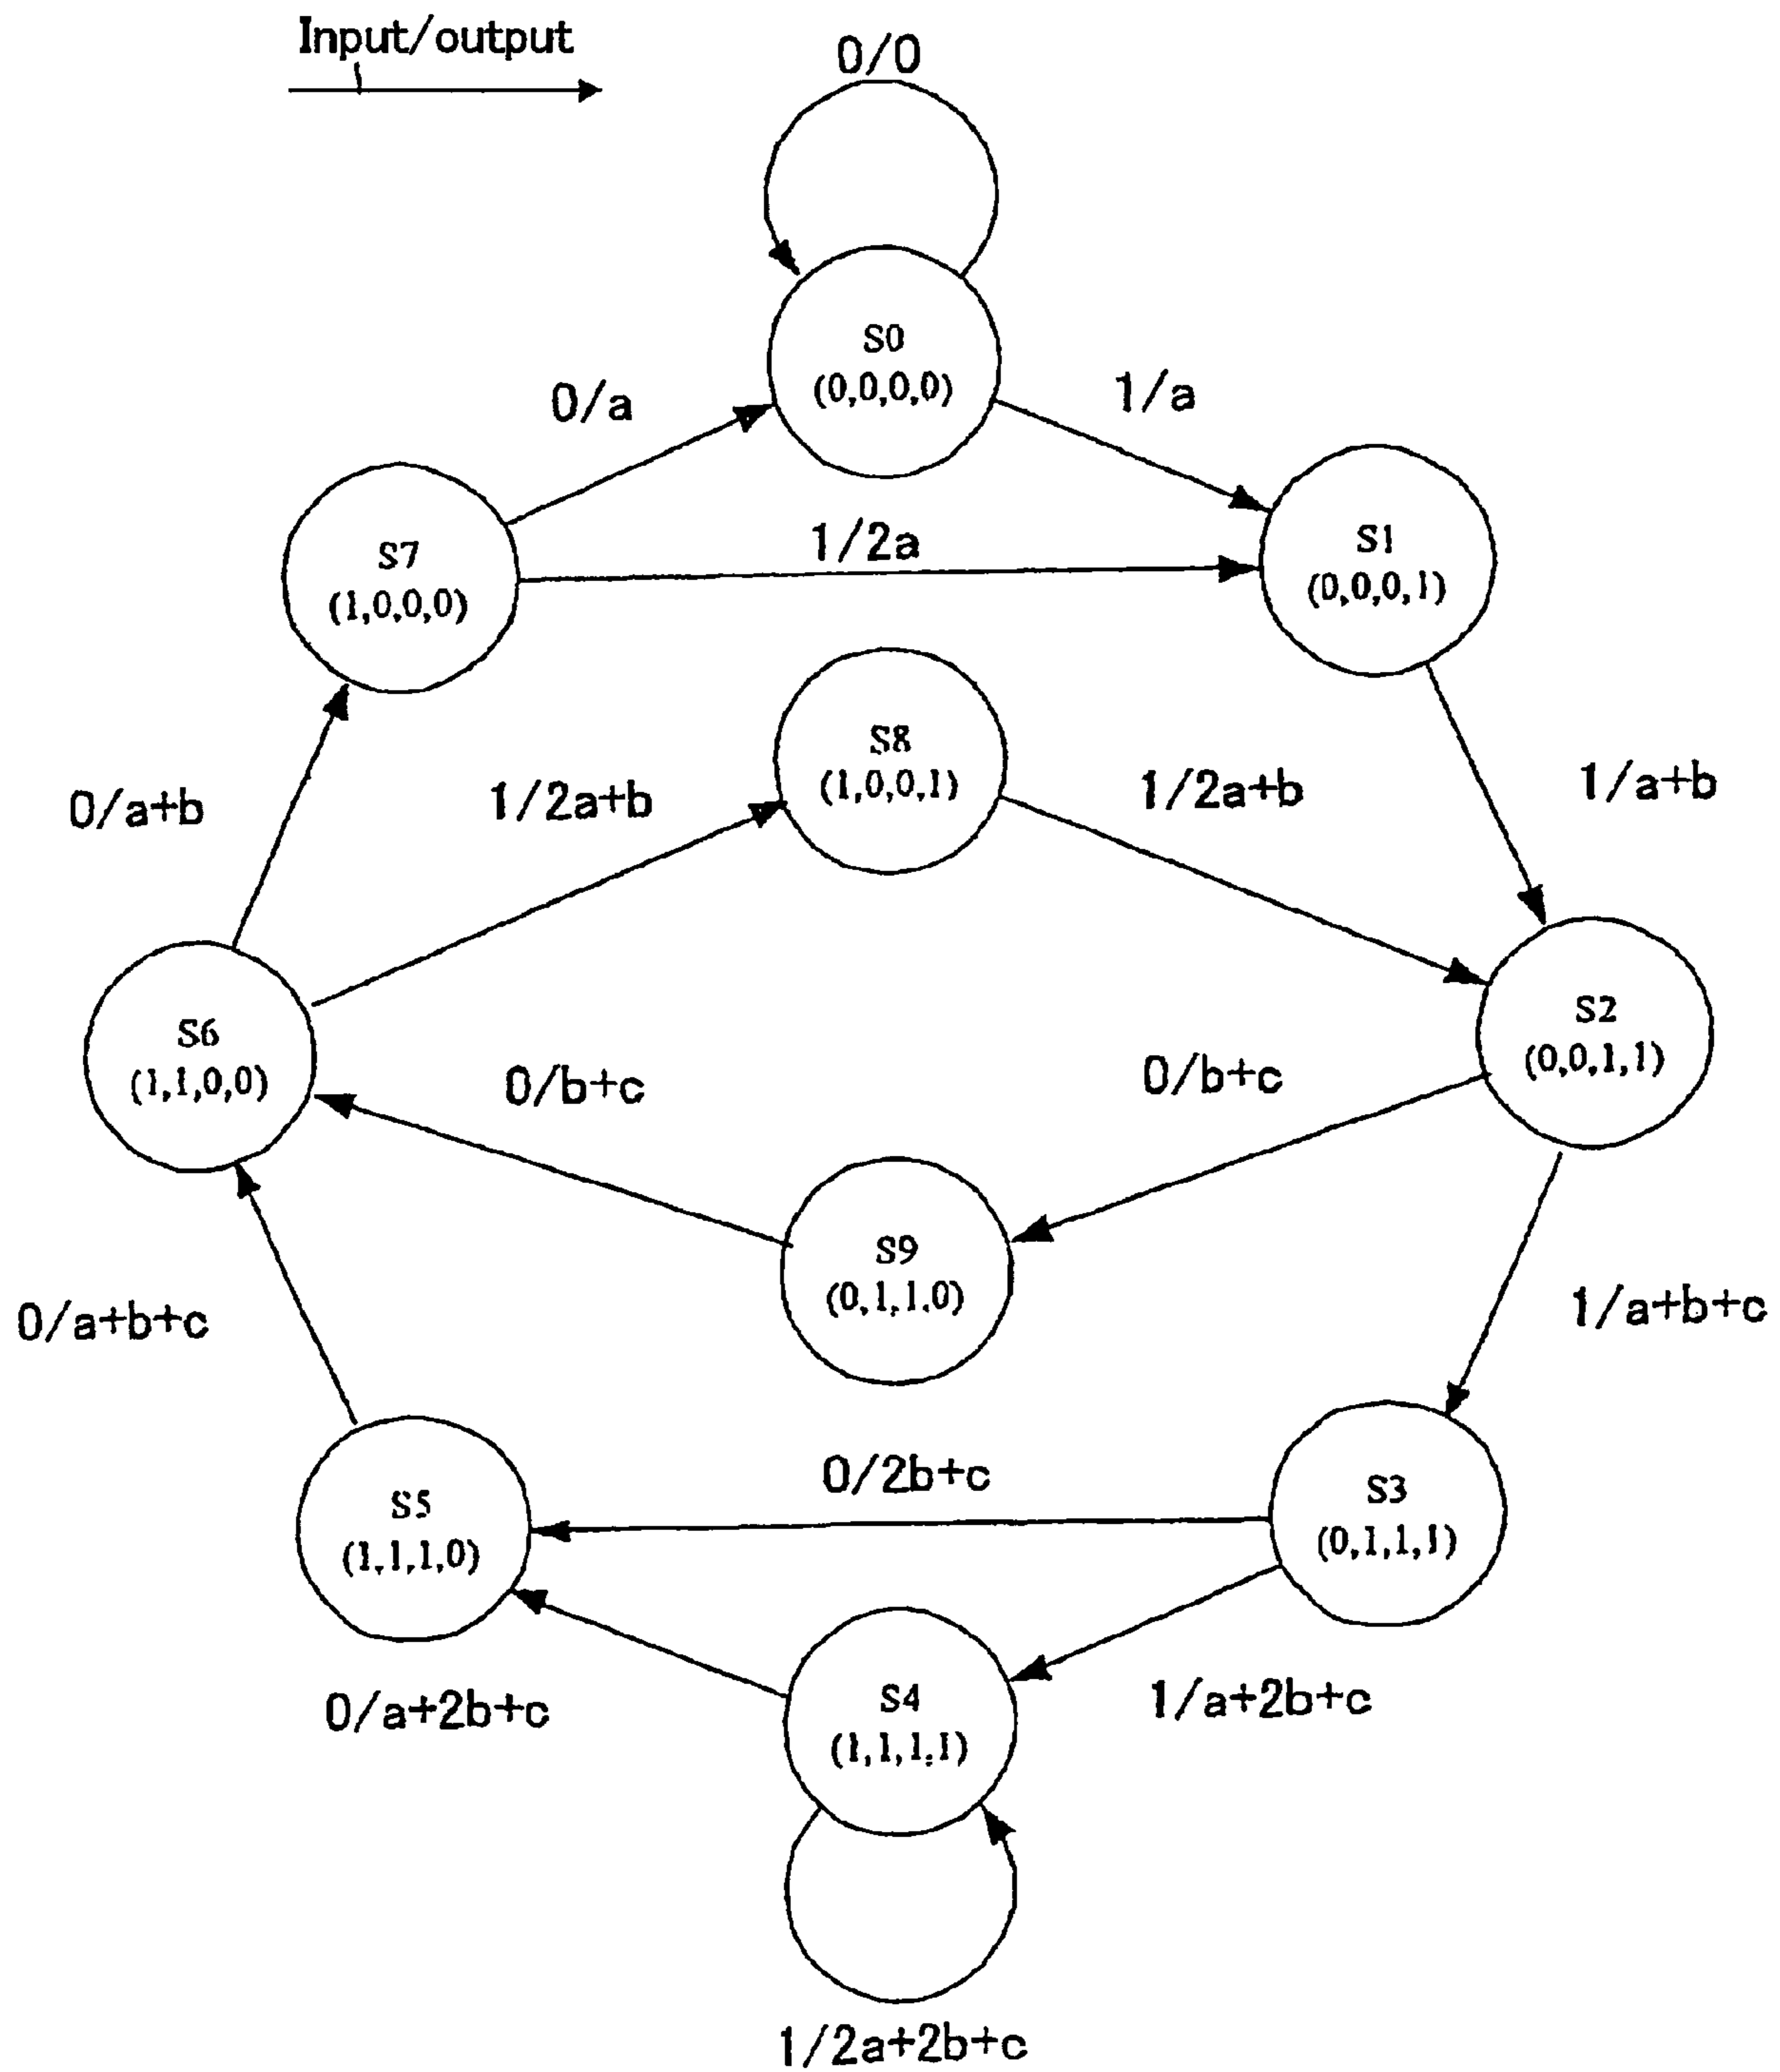 Input/output
0/0
S0
(0,0,0,0)
0/a
1/a
S7
(1,0,0,0)
1/2a
S1
(0,0,0,1)
S8
(1,0,0,1)
0/a+b
1/2a+b
1/2a+b
1/a+b
S6
(1,1,0,0)
0/b+c
0/b+c
S2
(0,0,1,1)
S9
(0,1,1,0)
0/a+b+c
1/a+b+c
0/2b+c
S5
(1,1,1,0)
S3
(0,1,1,1)
0/a+2b+c
S4
(1,1,1,1)
1/a+2b+c
1/2a+2b+c